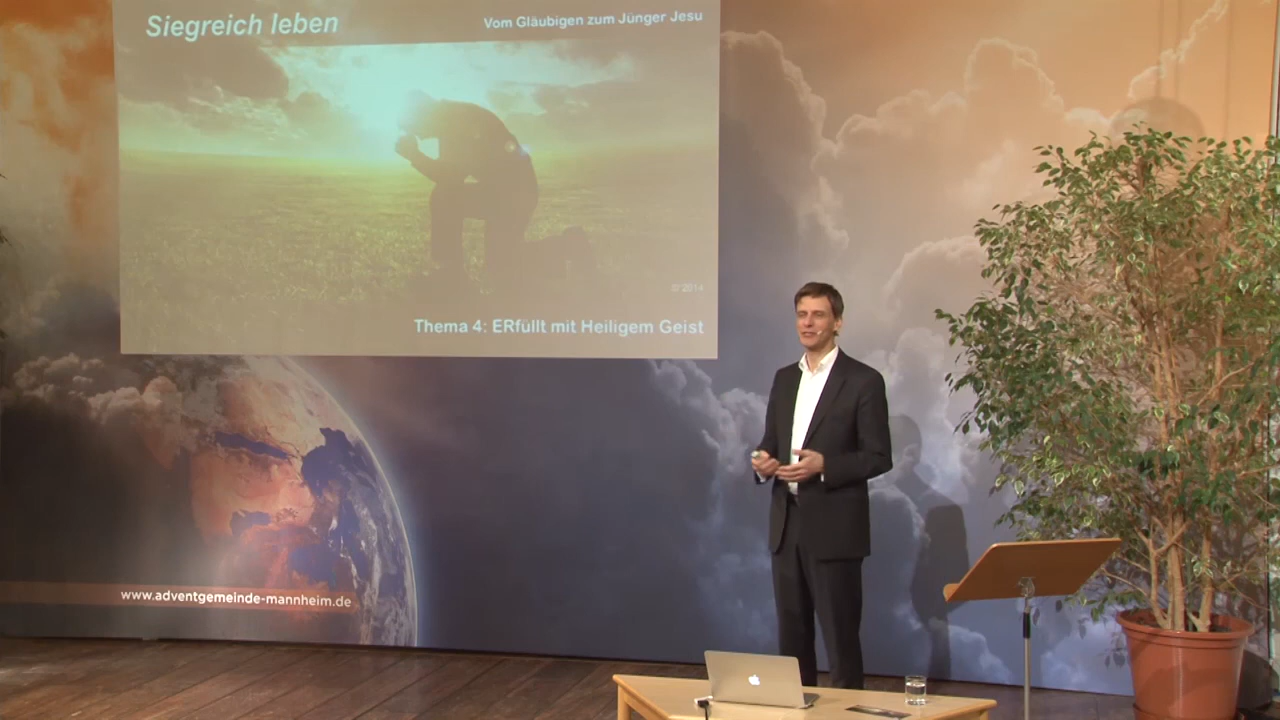 Siegreich leben
Vom Gläubigen zum Jünger Jesu
© 2014
Thema 4: ERfüllt mit Heiligem Geist
www.adventgemeinde-mannheim.de